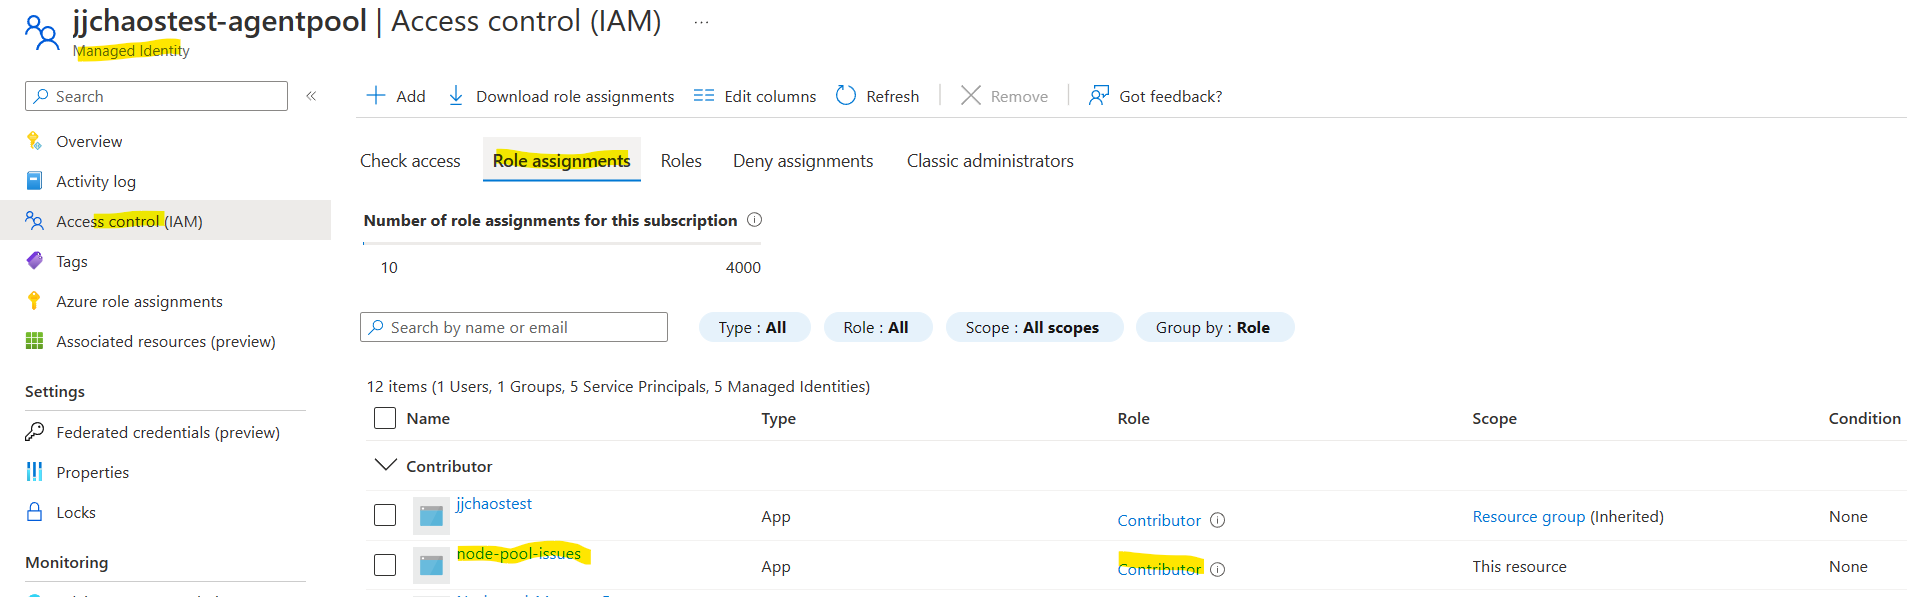 jjchaostest-agentpool | Access control (IAM) ...
Managed Identity
Search
«
Add
Download role assignments
Edit columns
Refresh
Remove
Got feedback?
Overview
Activity log
Access control (IAM)
Tags
Azure role assignments
Associated resources (preview)
Settings
Federated credentials (preview)
Properties
Locks
Monitoring
Check access
Role assignments
Roles
Deny assignments
Classic administrators
Number of role assignments for this subscription
10
4000
Search by name or email
Type : All
Role : All
Scope : All scopes
Group by : Role
12 items (1 Users, 1 Groups, 5 Service Principals, 5 Managed Identities)
Name Type Role Scope Condition
Contributor
jjchaostest App Contributor Resource group (Inherited) None
node-pool-issues App Contributor This resource None